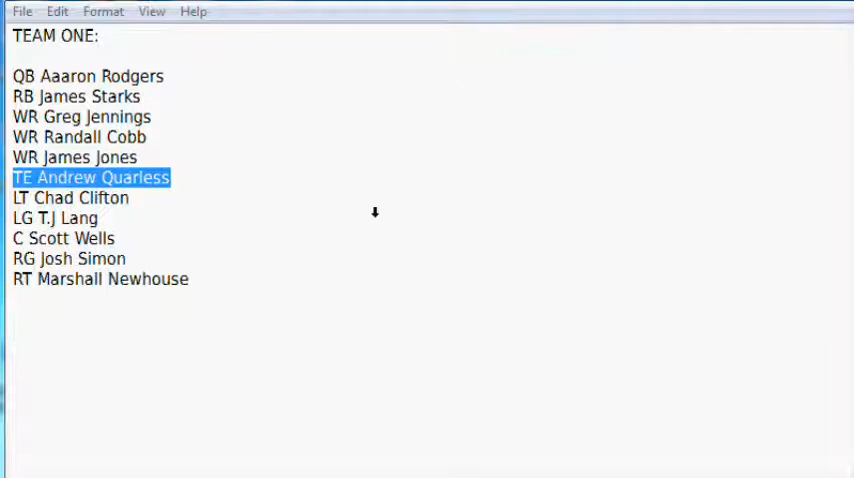 File Edit Format View Help
TEAM ONE:
QB Aaaron Rodgers
RB James Starks
WR Greg Jennings
WR Randall Cobb
WR James Jones
TE Andrew Quarless
LT Chad Clifton
LG T.J Lang
C Scott Wells
RG Josh Simon
RT Marshall Newhouse